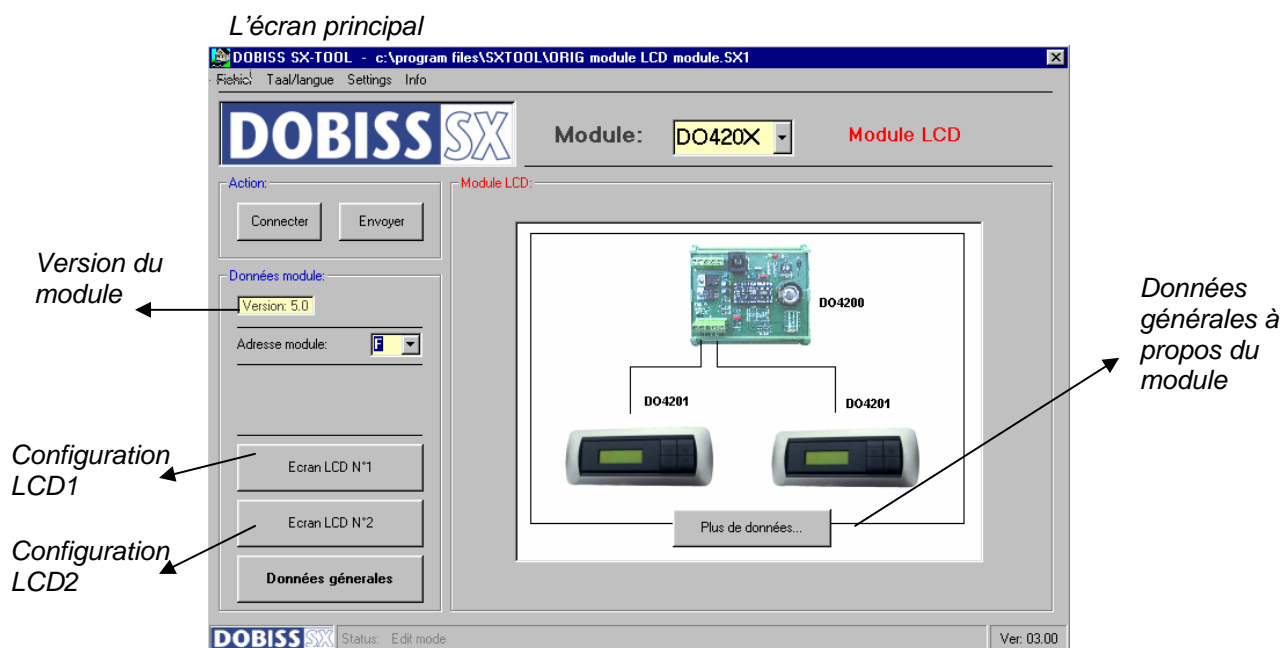 L'écran principal
DOBISS SX-TOOL - c:\program files\SXTOOL\ORIG module LCD module.SX1
Taal/langue Settings Info
DOBISS SX
Module: DO420X Module LCD
Action:
Connecter Envoyer
Module LCD:
Version du
module
Données module:
Version: 5.0
Adresse module: F
DO4200
DO4201
DO4201
Données
générales à
propos du
module
Configuration
LCD1
Ecran LCD N°1
Ecran LCD N°2
Plus de données...
Configuration
LCD2
Données génerales
DOBISS SX Status: Edit mode Ver: 03.00